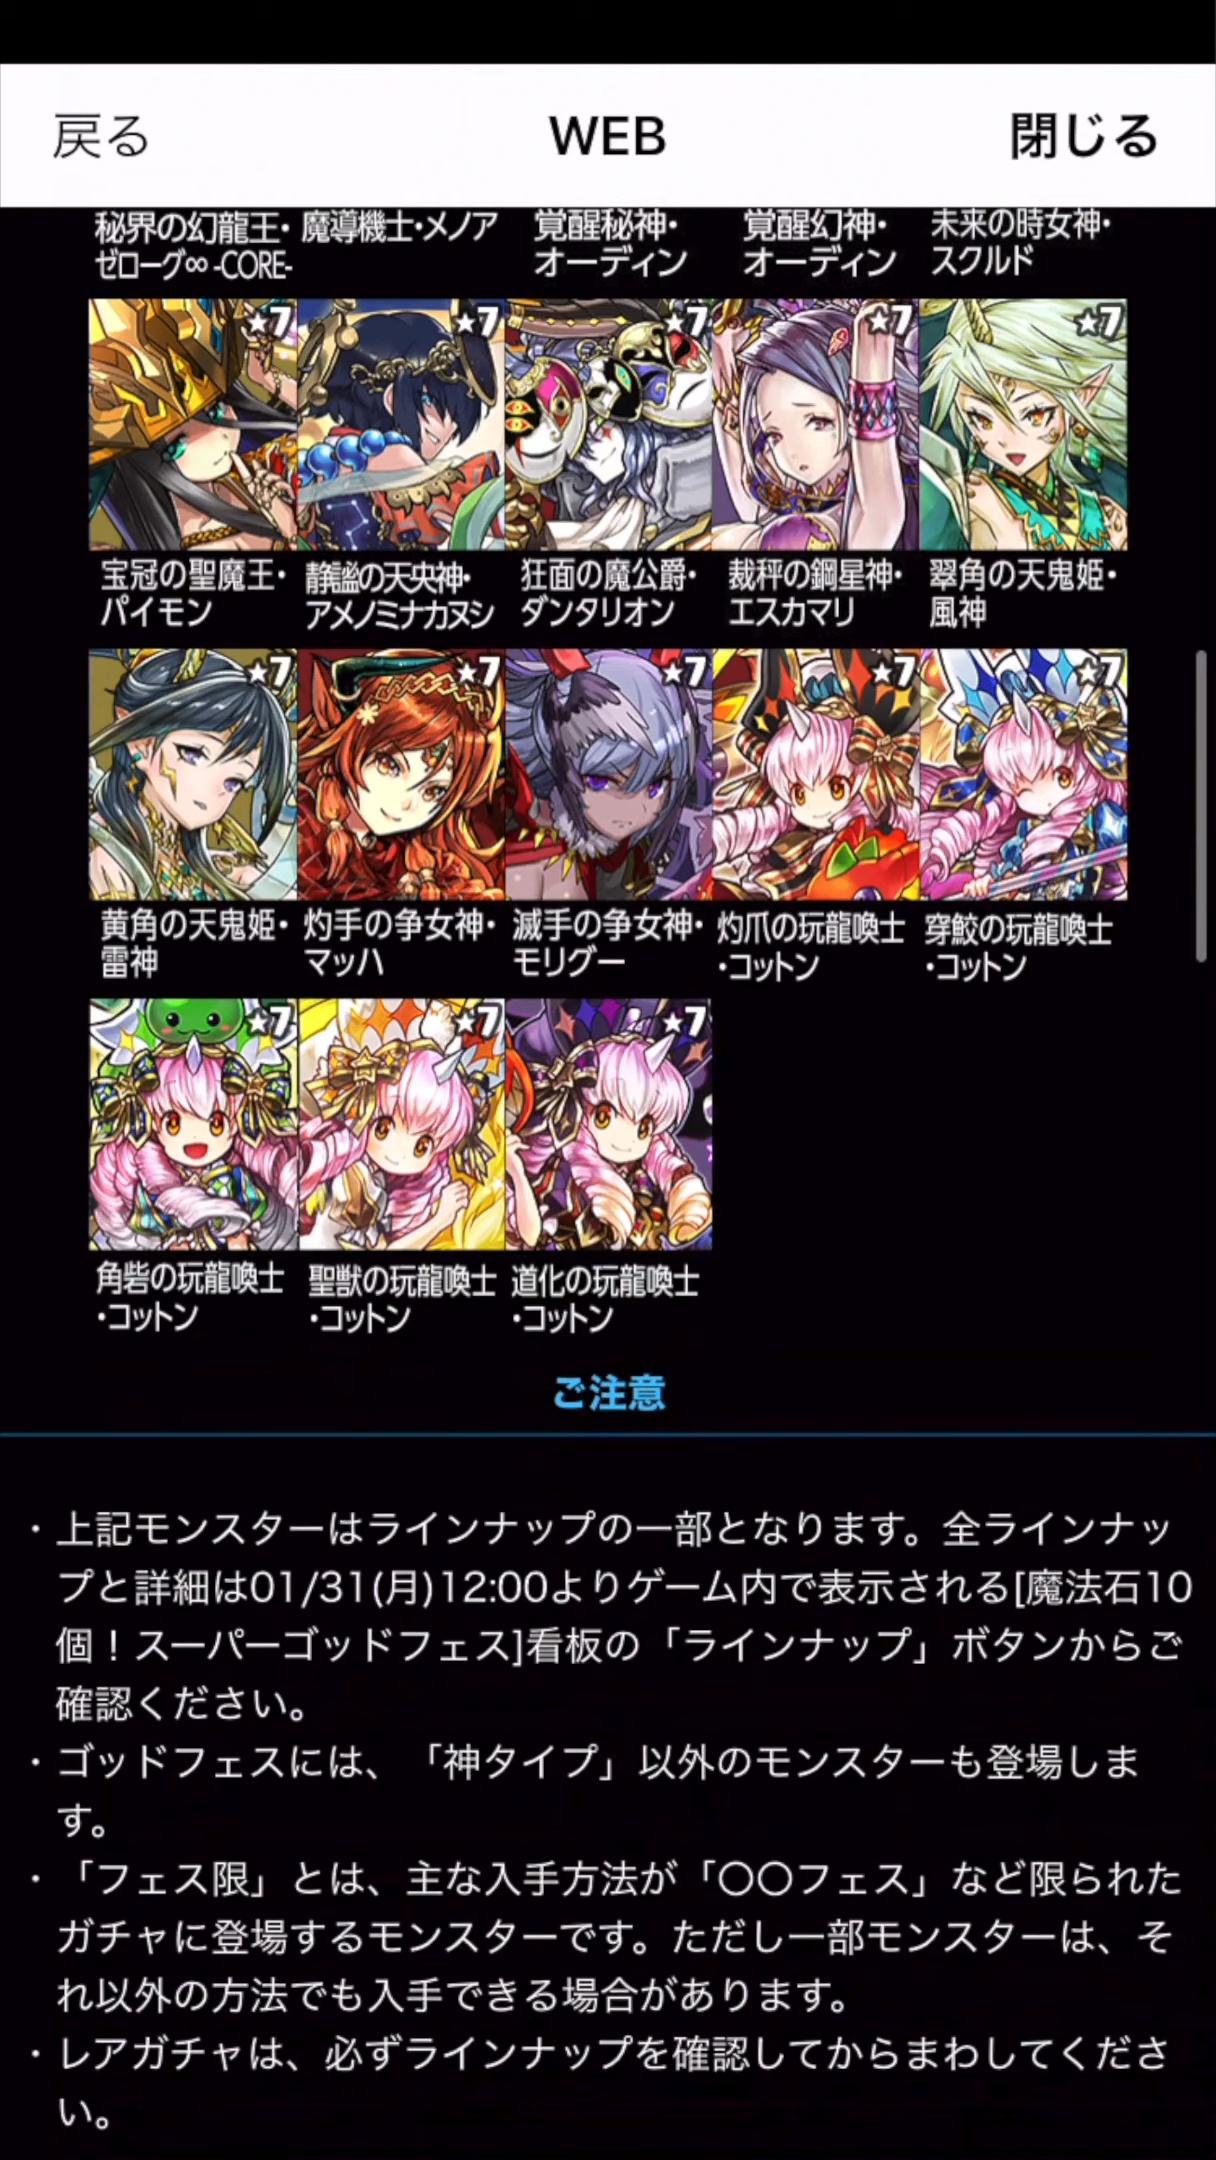 戻る
WEB
閉じる
秘界の幻龍王・
ゼローグ∞-CORE-
魔導機士・メノア
覚醒秘神・
オーディン
覚醒幻神・
オーディン
未来の時女神・
スクルド
★7
★7
★7
★7
★7
宝冠の聖魔王・
パイモン
静謐の天央神・
アメノミナカヌシ
狂面の魔公爵・
ダンタリオン
裁秤の鋼星神・
エスカマリ
翠角の天鬼姫・
風神
★7
★7
★7
★7
★7
黄角の天鬼姫・
雷神
灼手の争女神・
マッハ
滅手の争女神・
モリグー
灼爪の玩龍喚士
・コットン
穿鮫の玩龍喚士
・コットン
★7
★7
★7
角砦の玩龍喚士
・コットン
聖獣の玩龍喚士
・コットン
道化の玩龍喚士
・コットン
ご注意
・上記モンスターはラインナップの一部となります。全ラインナッ
プと詳細は01/31(月)12:00よりゲーム内で表示される[魔法石10
個！スーパーゴッドフェス]看板の「ラインナップ」ボタンからご
確認ください。
・ゴッドフェスには、「神タイプ」以外のモンスターも登場しま
す。
・「フェス限」とは、主な入手方法が「〇〇フェス」など限られた
ガチャに登場するモンスターです。ただし一部モンスターは、そ
れ以外の方法でも入手できる場合があります。
・レアガチャは、必ずラインナップを確認してからまわしてくださ
い。